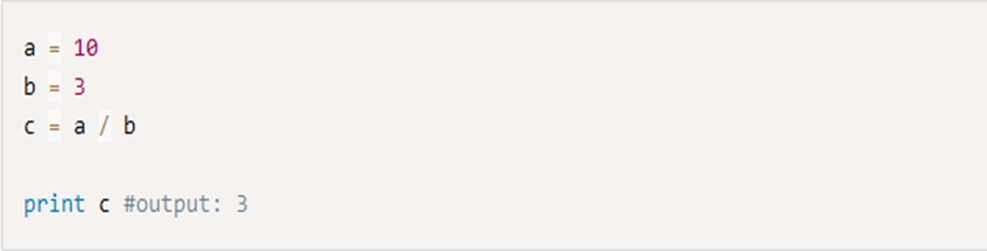 a = 10
b = 3
c = a / b
print c #output: 3